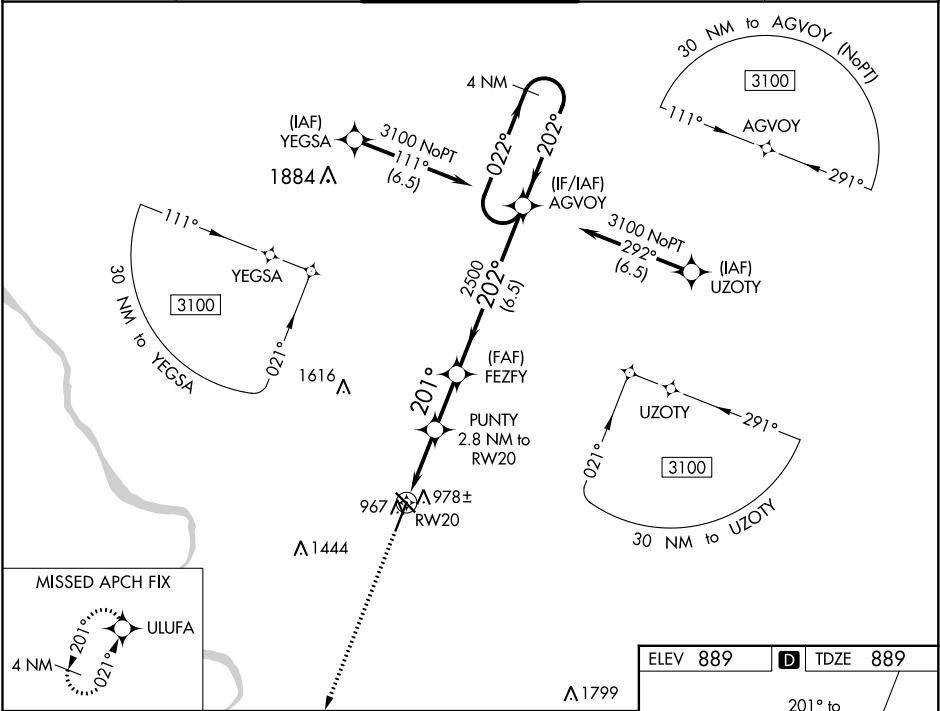 30 NM to AGVOY (NoPT)
3100
111°
AGVOY
291°
4 NM
022°
202°
(IAF)
YEGSA
3100 NoPT
111°
(6.5)
1884
(IF/IAF)
AGVOY
3100 NoPT
292°
(6.5)
(IAF)
UZOTY
111°
YEGSA
3100
021°
30 NM to YEGSA
2500
202°
(6.5)
1616
(FAF)
FEZFY
201°
PUNTY
2.8 NM to
RW20
UZOTY
291°
021°
3100
30 NM to UZOTY
967
978±
RW20
1444
MISSED APCH FIX
201°
ULUFA
4 NM
021°
1799
ELEV 889
D
TDZE 889
201° to